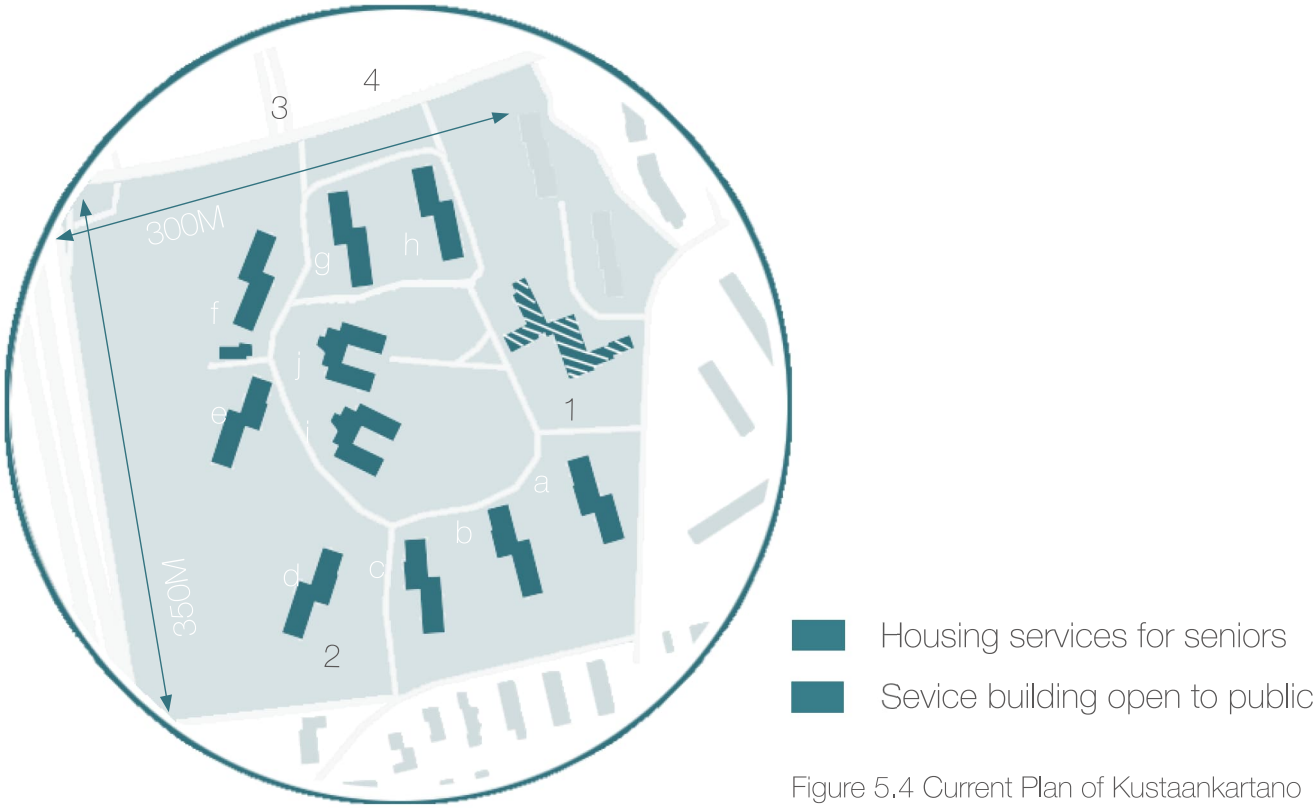 4
3
300M
h
g
f
j
e
i
1
a
b
c
d
350M
2
Housing services for seniors
Sevice building open to public
Figure 5.4 Current Plan of Kustaankartano